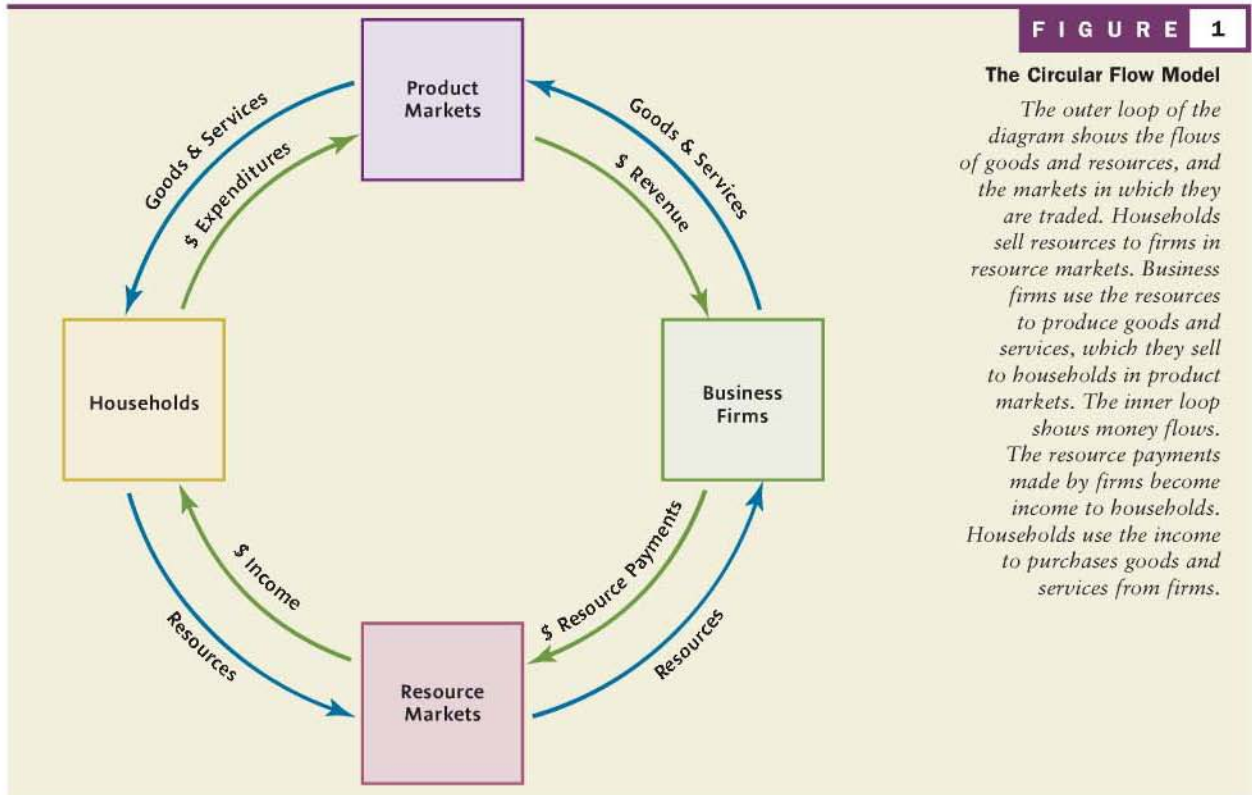 FIGURE 1
The Circular Flow Model
The outer loop of the
diagram shows the flows
of goods and resources, and
the markets in which they
are traded. Households
sell resources to firms in
resource markets. Business
firms use the resources
to produce goods and
services, which they sell
to households in product
markets. The inner loop
shows money flows.
The resource payments
made by firms become
income to households.
Households use the income
to purchases goods and
services from firms.
Product
Markets
Goods & Services
$ Expenditures
Goods & Services
$ Revenue
Households
Business
Firms
$ Income
Resources
$ Resource Payments
Resources
Resource
Markets